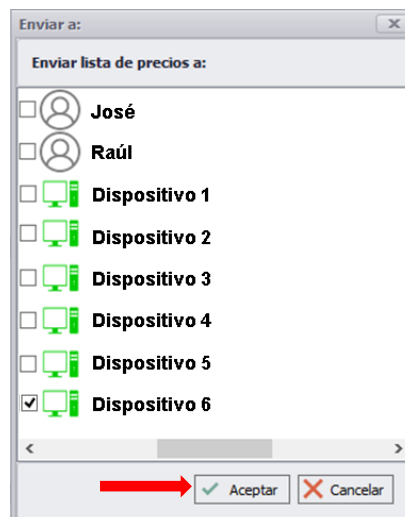 Enviar a:
Enviar lista de precios a:
José
Raúl
Dispositivo 1
Dispositivo 2
Dispositivo 3
Dispositivo 4
Dispositivo 5
Dispositivo 6
Aceptar Cancelar